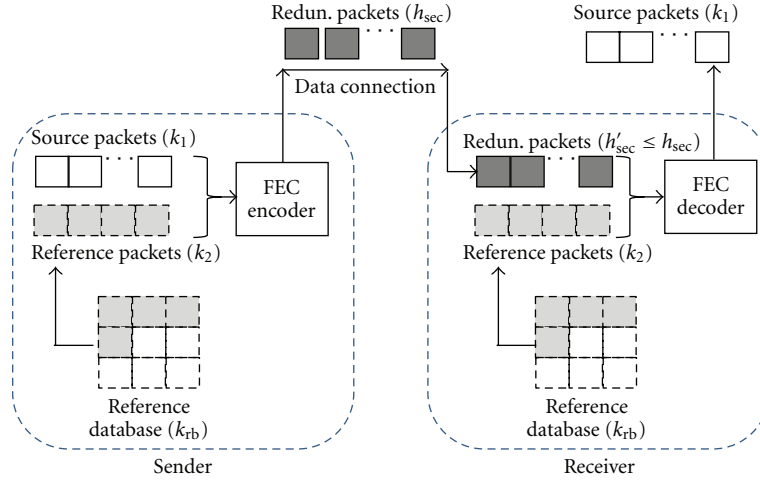 Redun. packets (h_sec)
Data connection
Source packets (k_1)
Source packets (k_1)
FEC
encoder
Reference packets (k_2)
Reference
database (k_rb)
Sender
Redun. packets (h'_sec ≤ h_sec)
FEC
decoder
Reference packets (k_2)
Reference
database (k_rb)
Receiver